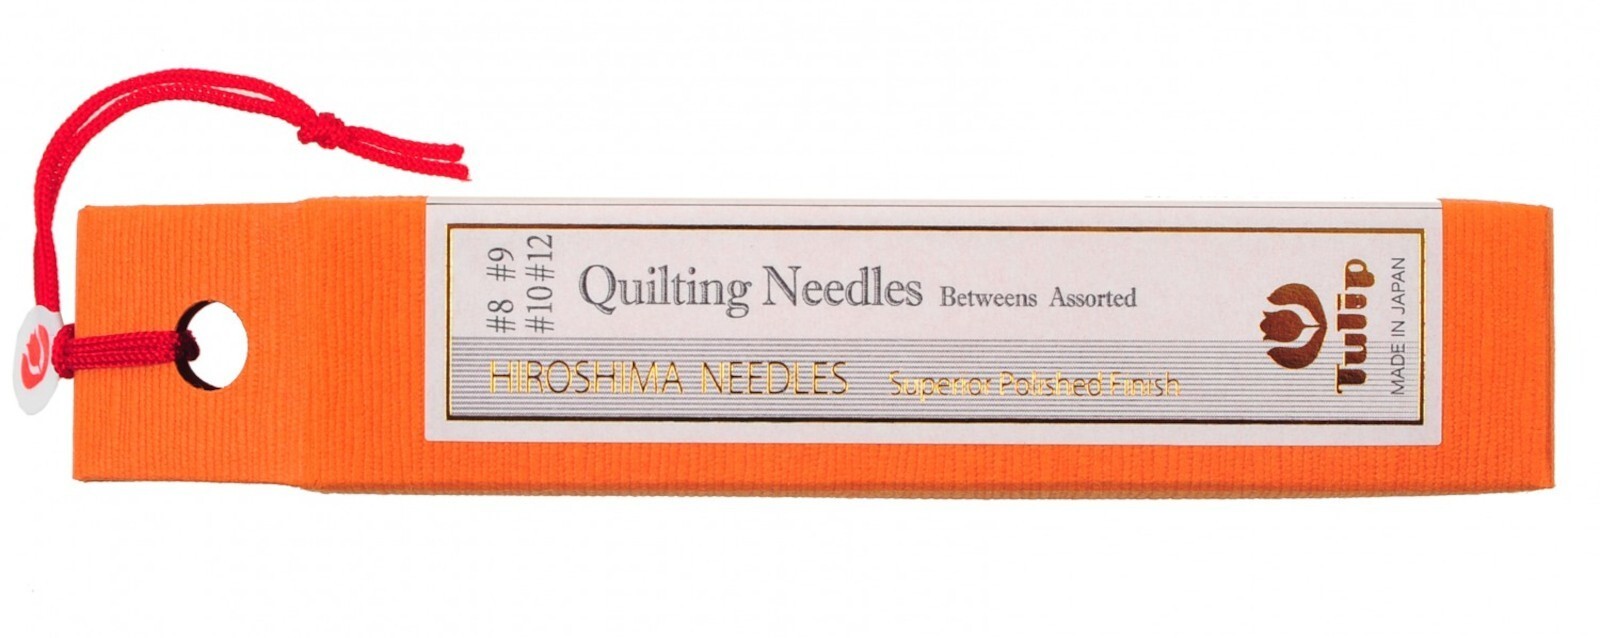 #8 #9
#10 #12
Quilting Needles Betweens Assorted
HIROSHIMA NEEDLES Superior Polished Finish
Tulip
MADE IN JAPAN